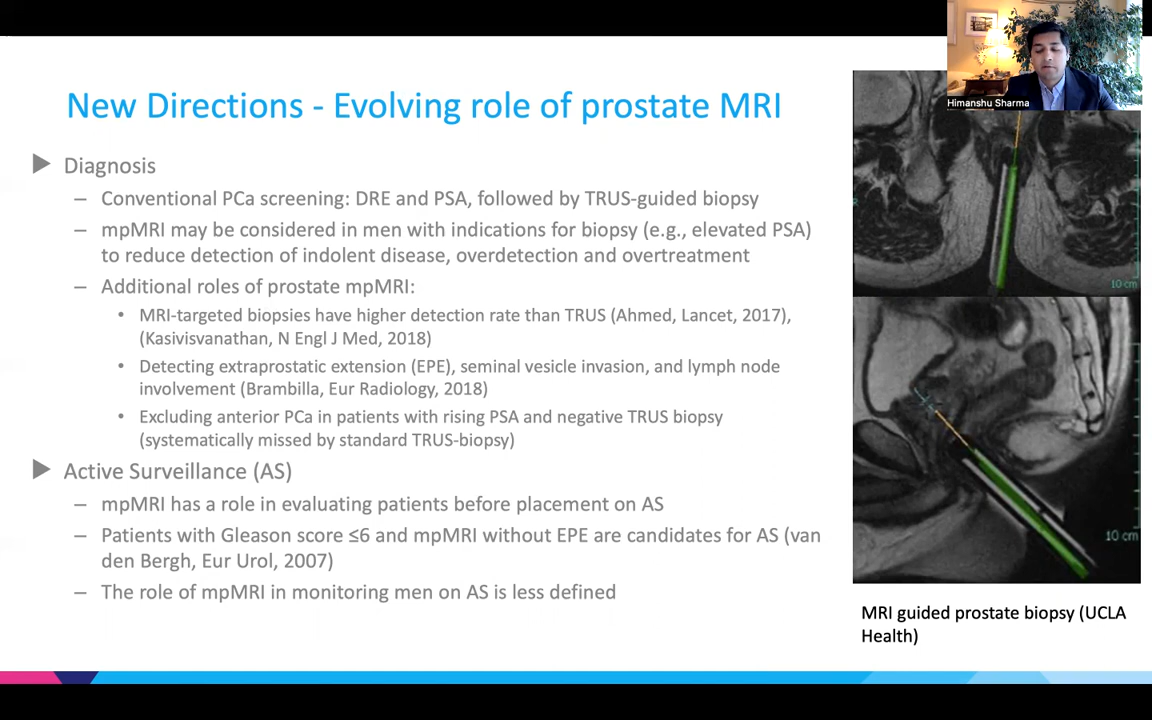 Himanshu Sharma
New Directions - Evolving role of prostate MRI
Diagnosis
– Conventional PCa screening: DRE and PSA, followed by TRUS-guided biopsy
– mpMRI may be considered in men with indications for biopsy (e.g., elevated PSA)
to reduce detection of indolent disease, overdetection and overtreatment
– Additional roles of prostate mpMRI:
• MRI-targeted biopsies have higher detection rate than TRUS (Ahmed, Lancet, 2017),
(Kasivisvanathan, N Engl J Med, 2018)
• Detecting extraprostatic extension (EPE), seminal vesicle invasion, and lymph node
involvement (Brambilla, Eur Radiology, 2018)
• Excluding anterior PCa in patients with rising PSA and negative TRUS biopsy
(systematically missed by standard TRUS-biopsy)
Active Surveillance (AS)
– mpMRI has a role in evaluating patients before placement on AS
– Patients with Gleason score ≤6 and mpMRI without EPE are candidates for AS (van
den Bergh, Eur Urol, 2007)
– The role of mpMRI in monitoring men on AS is less defined
10 cm
10 cm
MRI guided prostate biopsy (UCLA
Health)